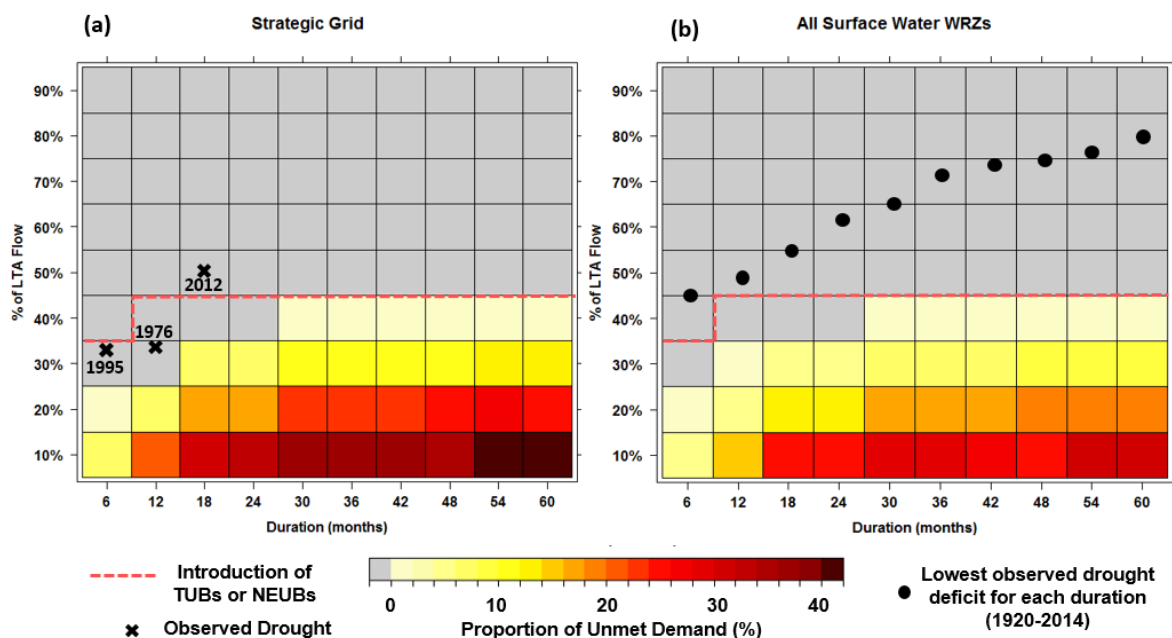 (a)
Strategic Grid
% of LTA Flow
90%
80%
70%
60%
50%
40%
30%
20%
10%
2012
1976
1995
6 12 18 24 30 36 42 48 54 60
Duration (months)
(b)
All Surface Water WRZs
% of LTA Flow
90%
80%
70%
60%
50%
40%
30%
20%
10%
6 12 18 24 30 36 42 48 54 60
Duration (months)
Introduction of
TUBs or NEUBs
Observed Drought
0 10 20 30 40
Proportion of Unmet Demand (%)
Lowest observed drought
deficit for each duration
(1920-2014)